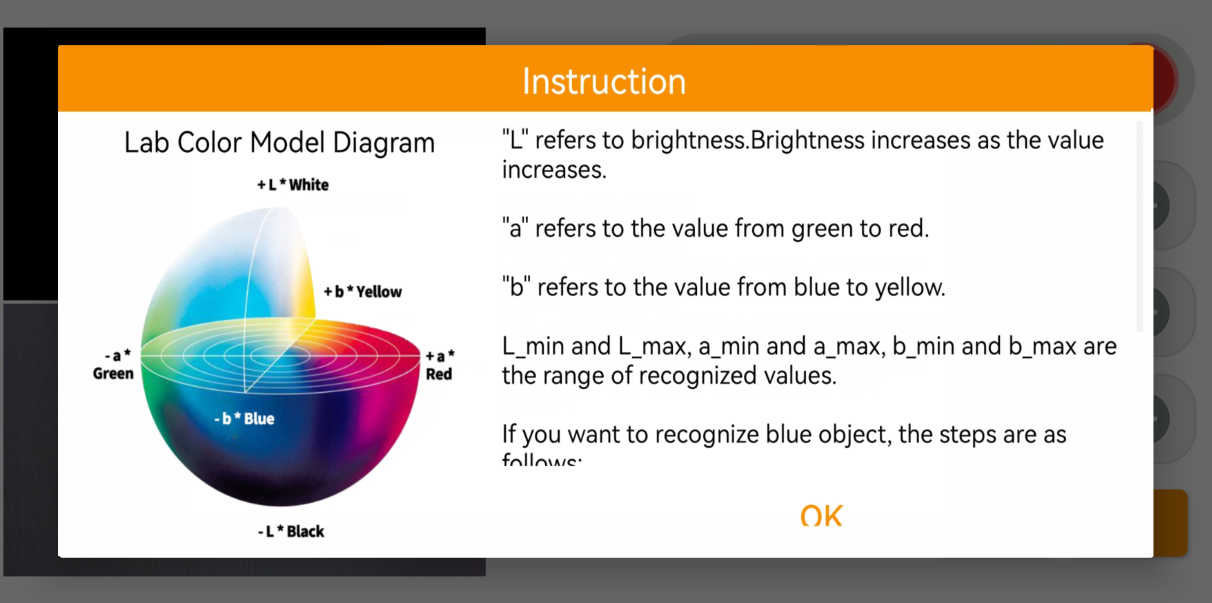 Instruction
Lab Color Model Diagram
+ L * White
+ b * Yellow
- a *
Green
+ a *
Red
- b * Blue
- L * Black
"L" refers to brightness.Brightness increases as the value
increases.
"a" refers to the value from green to red.
"b" refers to the value from blue to yellow.
L_min and L_max, a_min and a_max, b_min and b_max are
the range of recognized values.
If you want to recognize blue object, the steps are as
follows:
OK